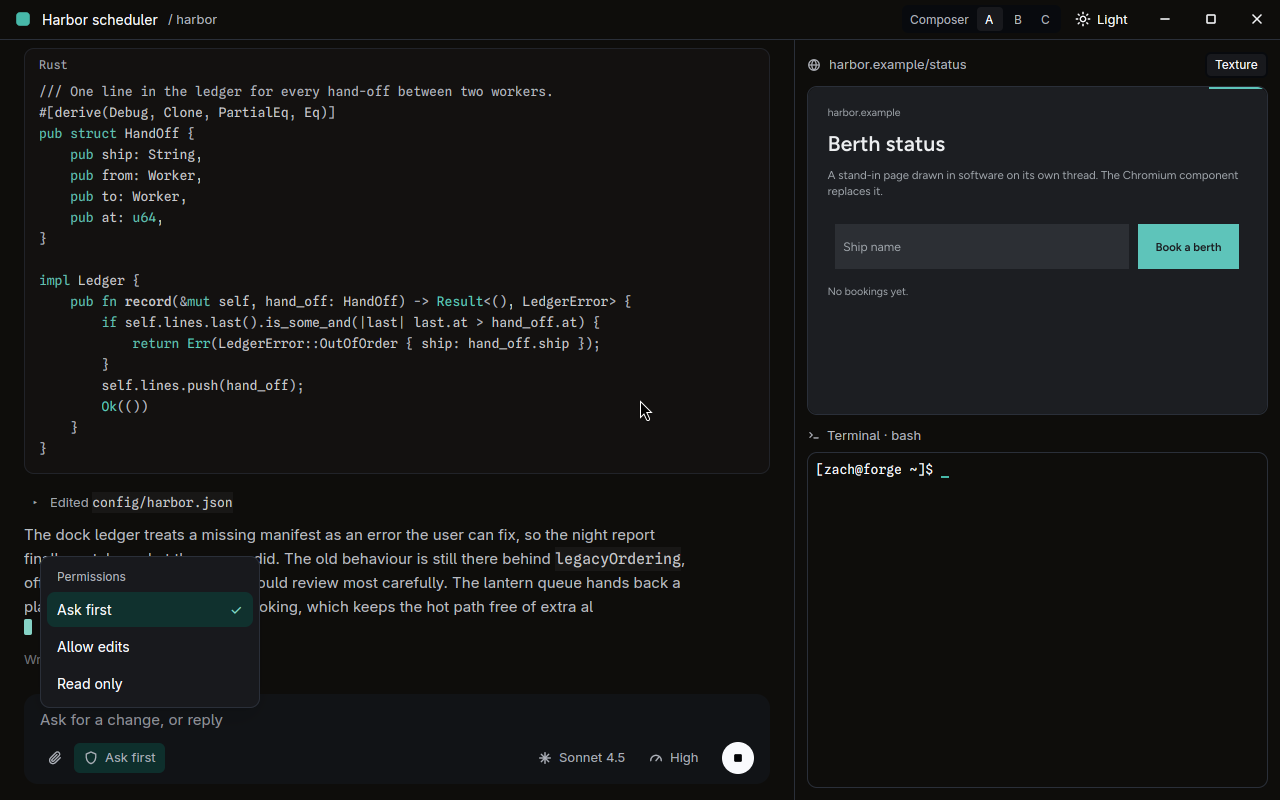 Harbor scheduler / harbor
Composer A B C Light
Rust
/// One line in the ledger for every hand-off between two workers.
#[derive(Debug, Clone, PartialEq, Eq)]
pub struct HandOff {
    pub ship: String,
    pub from: Worker,
    pub to: Worker,
    pub at: u64,
}
impl Ledger {
    pub fn record(&mut self, hand_off: HandOff) -> Result<(), LedgerError> {
        if self.lines.last().is_some_and(|last| last.at > hand_off.at) {
            return Err(LedgerError::OutOfOrder { ship: hand_off.ship });
        }
        self.lines.push(hand_off);
        Ok(())
    }
}
Edited config/harbor.json
The dock ledger treats a missing manifest as an error the user can fix, so the night report
did. The old behaviour is still there behind legacyOrdering,
review most carefully. The lantern queue hands back a
which keeps the hot path free of extra al
Permissions
Ask first
Allow edits
Read only
Ask for a change, or reply
Ask first Sonnet 4.5 High
harbor.example/status Texture
harbor.example
Berth status
A stand-in page drawn in software on its own thread. The Chromium component
replaces it.
Ship name Book a berth
No bookings yet.
Terminal · bash
[zach@forge ~]$ _